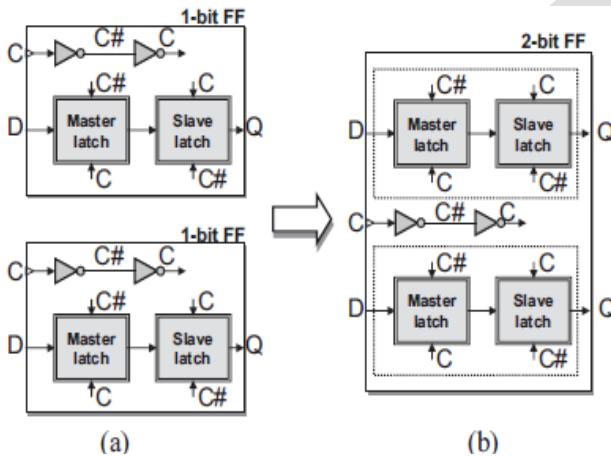 1-bit FF
C C# C
C# C
D Master latch Slave latch Q
C C#
1-bit FF
C C# C
C# C
D Master latch Slave latch Q
C C#
(a)
2-bit FF
C# C
D Master latch Slave latch Q
C C#
C C# C
C# C
D Master latch Slave latch Q
C C#
(b)